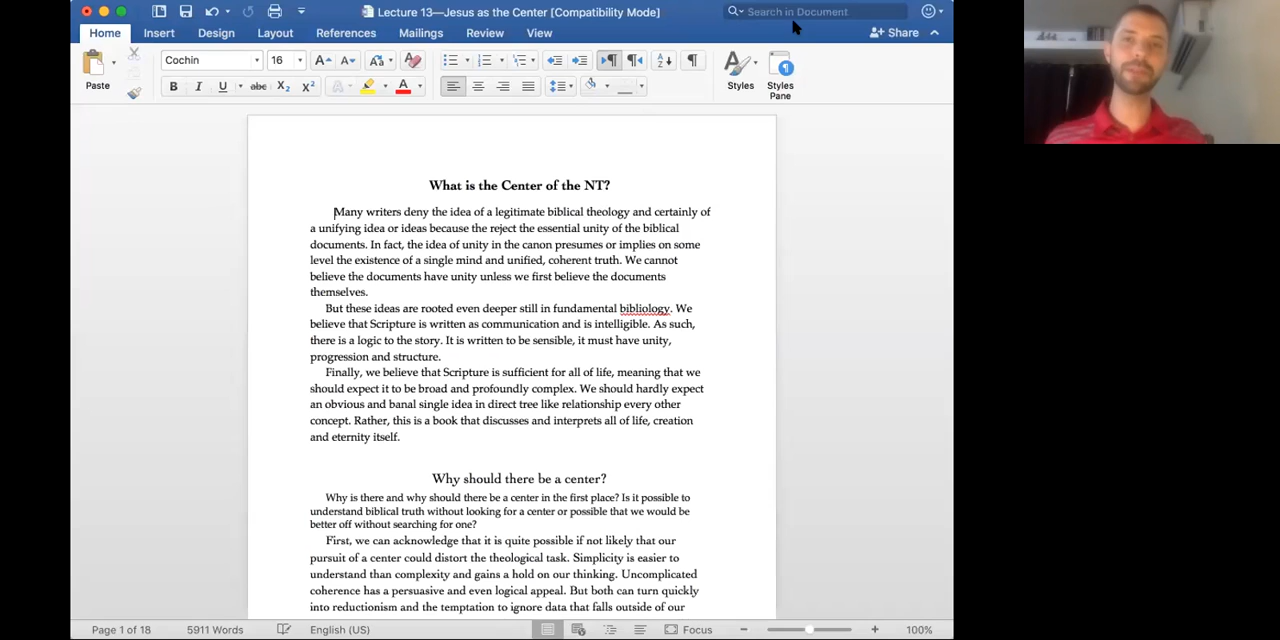 Lecture 13—Jesus as the Center [Compatibility Mode]
Search in Document
Home Insert Design Layout References Mailings Review View Share
Cochin 16
Paste
Styles Styles Pane
What is the Center of the NT?
Many writers deny the idea of a legitimate biblical theology and certainly of
a unifying idea or ideas because the reject the essential unity of the biblical
documents. In fact, the idea of unity in the canon presumes or implies on some
level the existence of a single mind and unified, coherent truth. We cannot
believe the documents have unity unless we first believe the documents
themselves.
But these ideas are rooted even deeper still in fundamental bibliology. We
believe that Scripture is written as communication and is intelligible. As such,
there is a logic to the story. It is written to be sensible, it must have unity,
progression and structure.
Finally, we believe that Scripture is sufficient for all of life, meaning that we
should expect it to be broad and profoundly complex. We should hardly expect
an obvious and banal single idea in direct tree like relationship every other
concept. Rather, this is a book that discusses and interprets all of life, creation
and eternity itself.
Why should there be a center?
Why is there and why should there be a center in the first place? Is it possible to
understand biblical truth without looking for a center or possible that we would be
better off without searching for one?
First, we can acknowledge that it is quite possible if not likely that our
pursuit of a center could distort the theological task. Simplicity is easier to
understand than complexity and gains a hold on our thinking. Uncomplicated
coherence has a persuasive and even logical appeal. But both can turn quickly
into reductionism and the temptation to ignore data that falls outside of our
Page 1 of 18 5911 Words English (US) Focus 100%